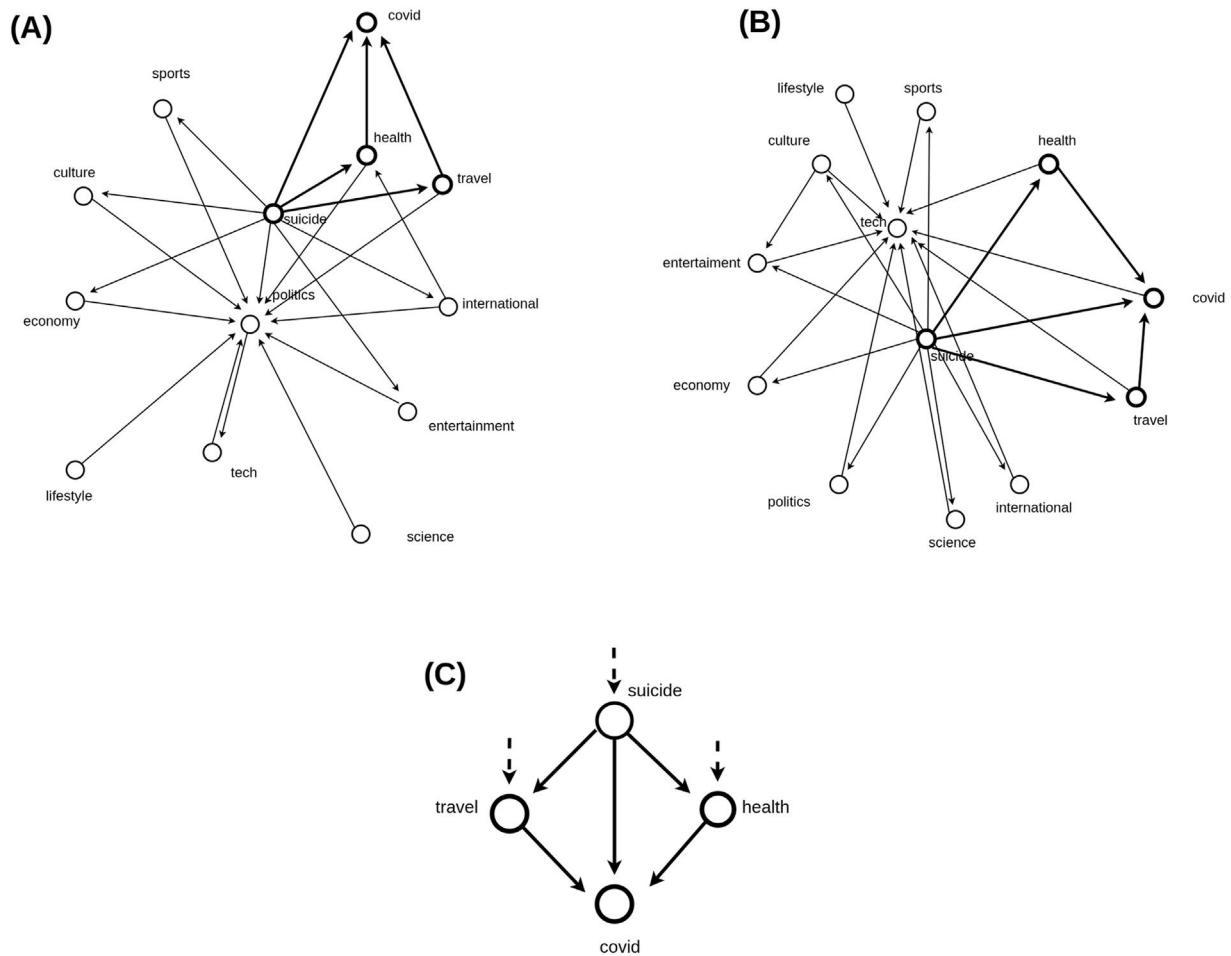 (A)
covid
sports
health
culture
travel
suicide
politics
international
economy
entertainment
tech
lifestyle
science
(B)
lifestyle
sports
culture
health
tech
entertaiment
covid
suicide
economy
travel
politics
international
science
(C)
suicide
travel
health
covid